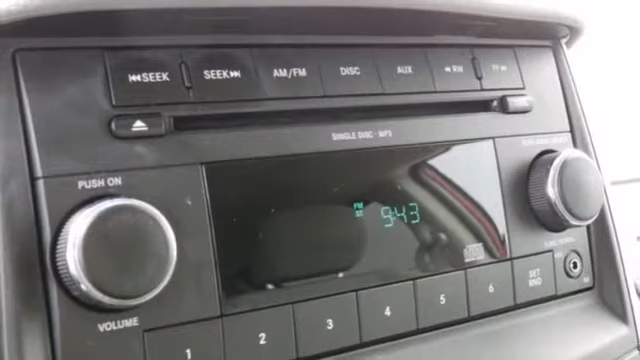 ⏮SEEK SEEK⏭ AM/FM DISC AUX ◂◂ RW FF ▸▸
SINGLE DISC - MP3
PUSH ON
FM
ST
9:43
VOLUME
1 2 3 4 5 6 SET
RND